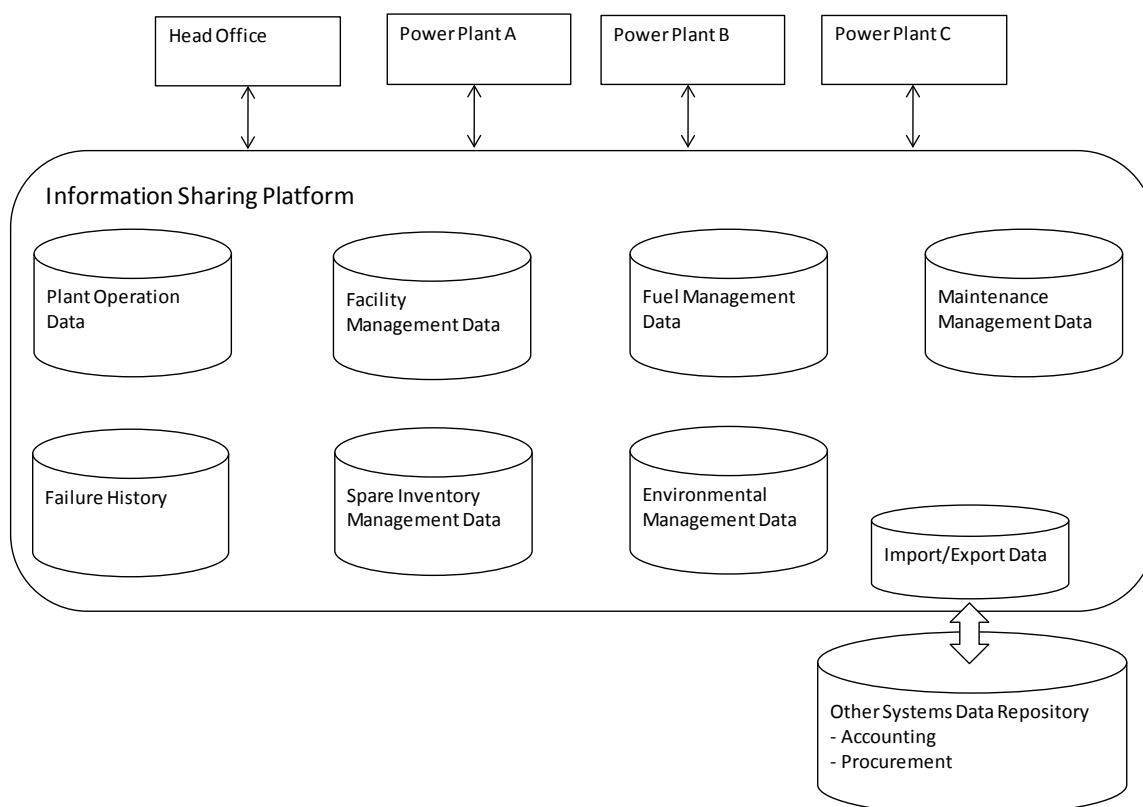 Head Office
Power Plant A
Power Plant B
Power Plant C
Information Sharing Platform
Plant Operation
Data
Facility
Management Data
Fuel Management
Data
Maintenance
Management Data
Failure History
Spare Inventory
Management Data
Environmental
Management Data
Import/Export Data
Other Systems Data Repository
- Accounting
- Procurement